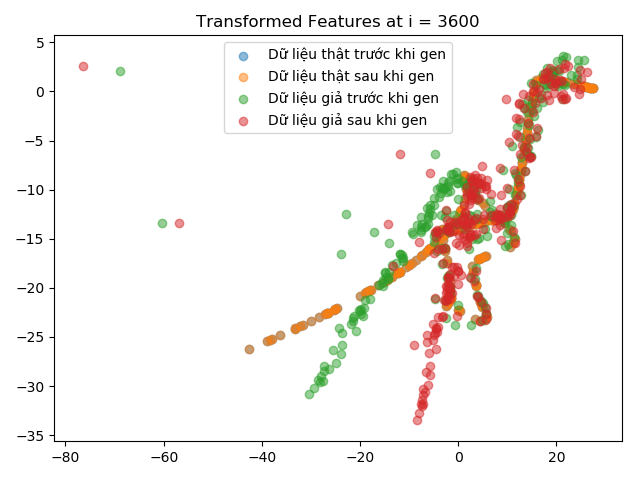 Transformed Features at i = 3600
Dữ liệu thật trước khi gen
Dữ liệu thật sau khi gen
Dữ liệu giả trước khi gen
Dữ liệu giả sau khi gen
5
0
−5
−10
−15
−20
−25
−30
−35
−80 −60 −40 −20 0 20